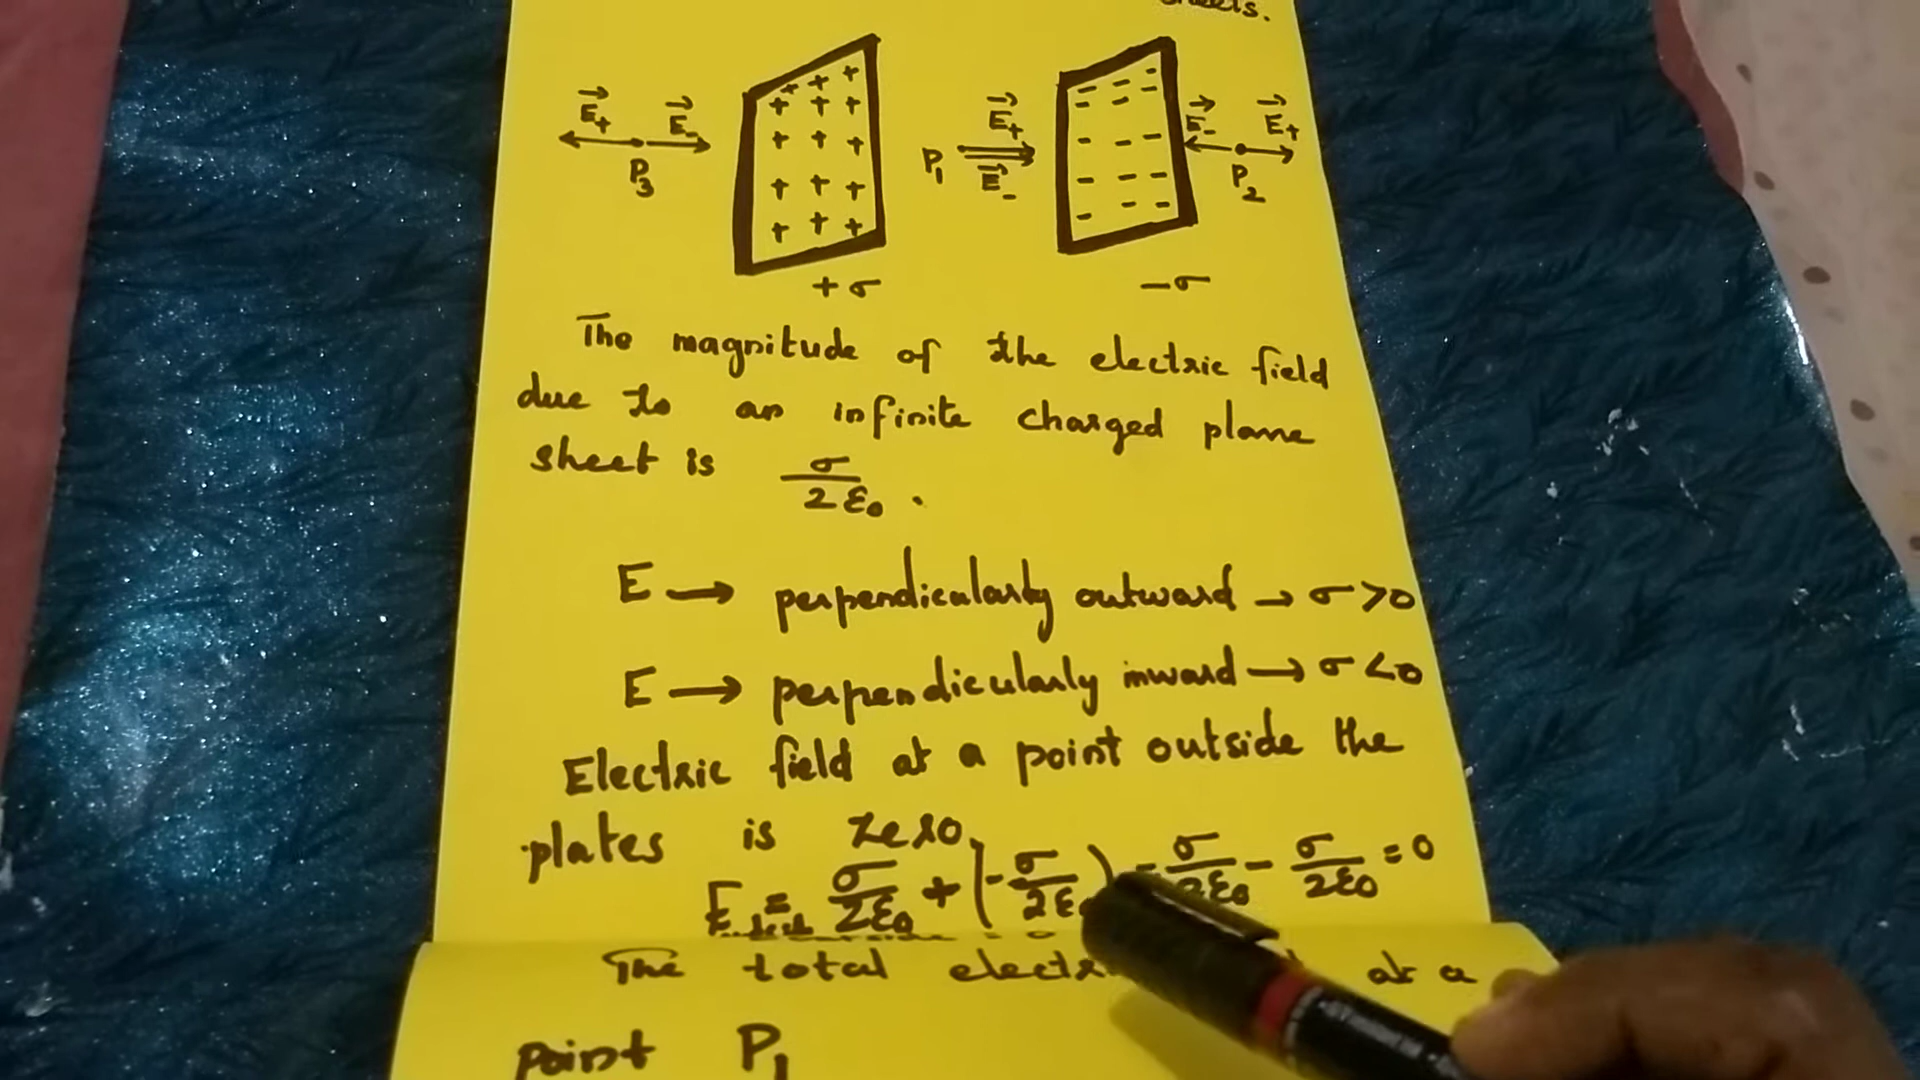 sheets.
E₊ E₋ E₊ E₋ E₊
P₃ P₁ E₋ P₂
+σ -σ
The magnitude of the electric field
due to an infinite charged plane
sheet is σ/2ε₀.
E → perpendicularly outward → σ>0
E → perpendicularly inward → σ<0
Electric field at a point outside the
plates is zero.
= σ/2ε₀ + (-σ/2ε₀) = σ/2ε₀ - σ/2ε₀ = 0
The total at a
point P₁